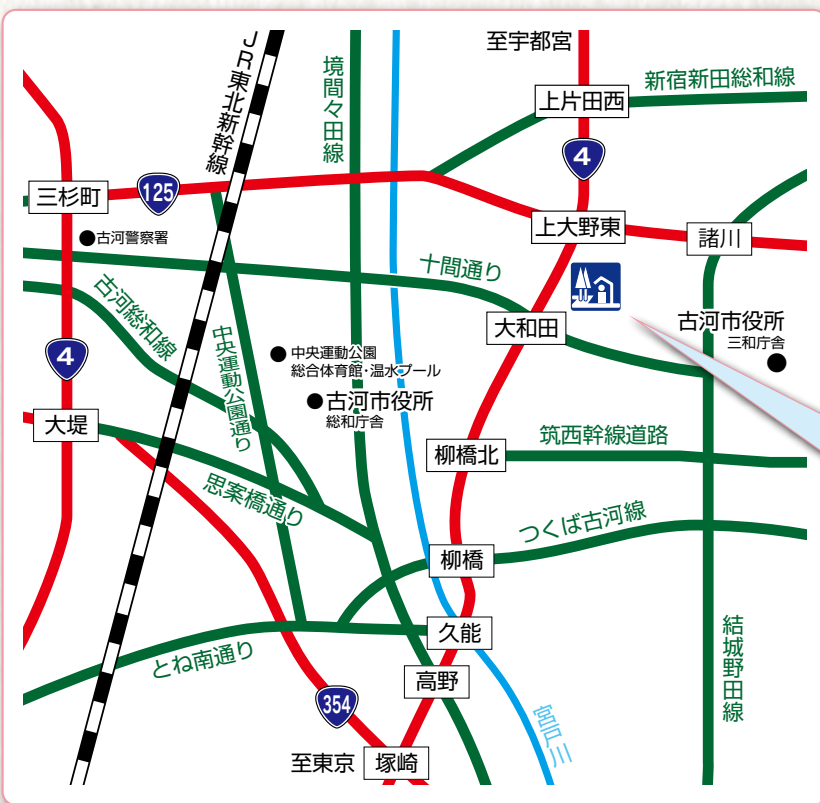 至宇都宮
JR東北新幹線
境間々田線
新宿新田総和線
上片田西
4
125
三杉町
上大野東
諸川
古河警察署
十間通り
古河総和線
中央運動公園通り
大和田
古河市役所
三和庁舎
4
中央運動公園
総合体育館・温水プール
古河市役所
総和庁舎
大堤
柳橋北
筑西幹線道路
思案橋通り
つくば古河線
柳橋
久能
とね南通り
高野
結城野田線
354
宮戸川
至東京
塚崎